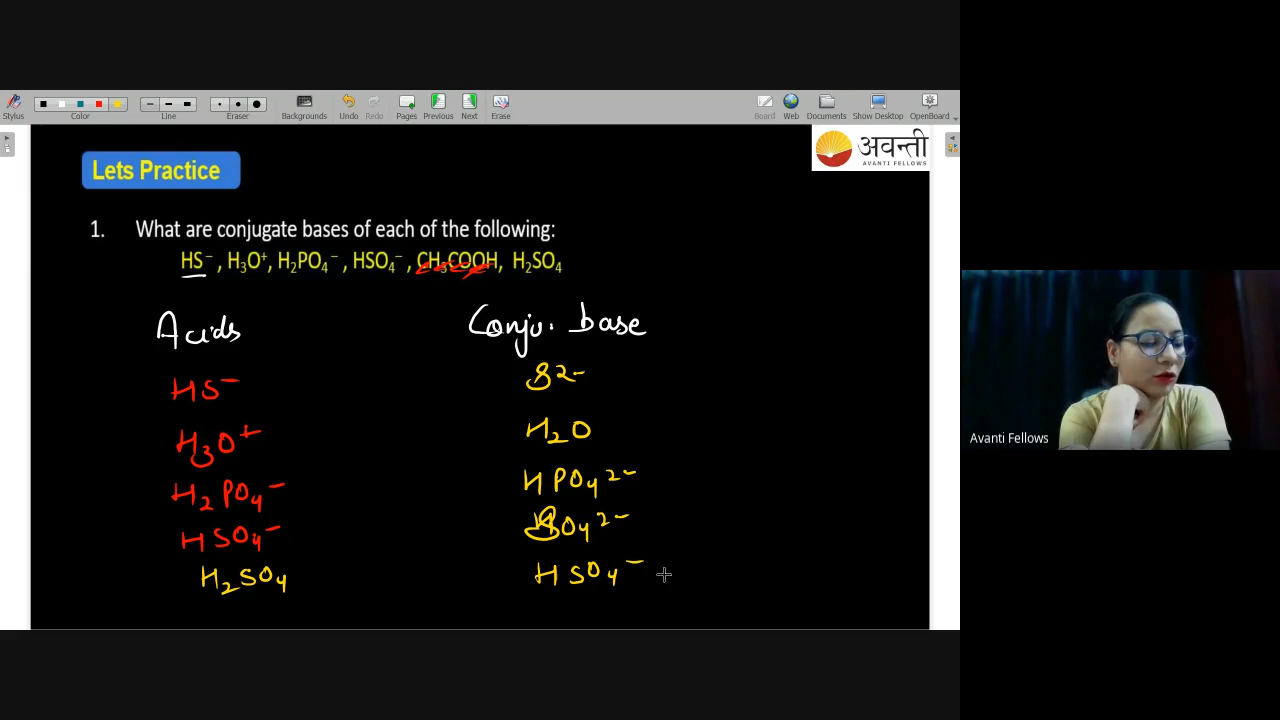 Stylus Color Line Eraser Backgrounds Undo Redo Pages Previous Next Erase Board Web Documents Show Desktop OpenBoard
अवन्ती
AVANTI FELLOWS
Lets Practice
1. What are conjugate bases of each of the following:
HS⁻, H₃O⁺, H₂PO₄⁻, HSO₄⁻, CH₃COOH, H₂SO₄
Acids Conju. base
HS⁻ S²⁻
H₃O⁺ H₂O
H₂PO₄⁻ HPO₄²⁻
HSO₄⁻ SO₄²⁻
H₂SO₄ HSO₄⁻
Avanti Fellows